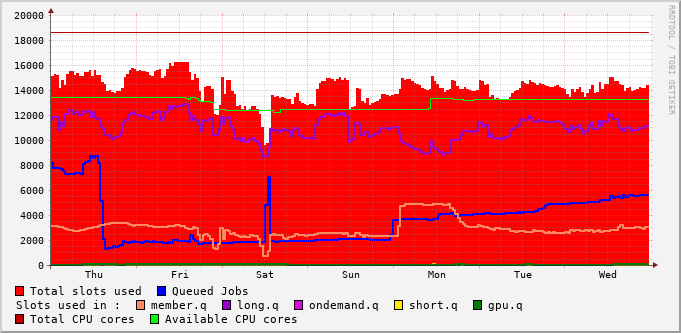 20000
18000
16000
14000
12000
10000
8000
6000
4000
2000
0
Thu Fri Sat Sun Mon Tue Wed
RRDTOOL / TOBI OETIKER
Total slots used Queued Jobs
Slots used in : member.q long.q ondemand.q short.q gpu.q
Total CPU cores Available CPU cores